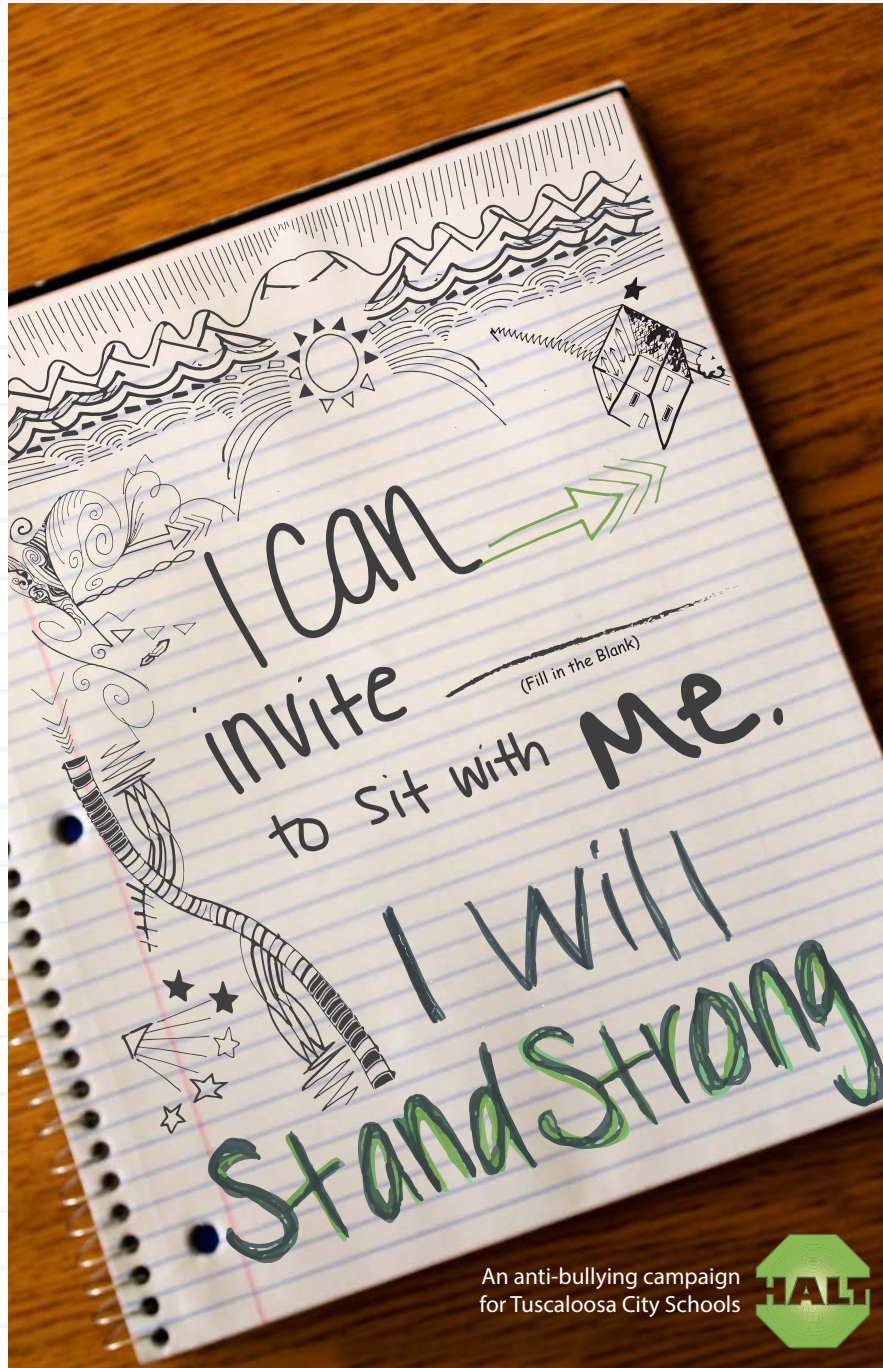 I can
invite
(Fill in the Blank)
to sit with Me.
I Will
Stand Strong
An anti-bullying campaign
for Tuscaloosa City Schools
HALT